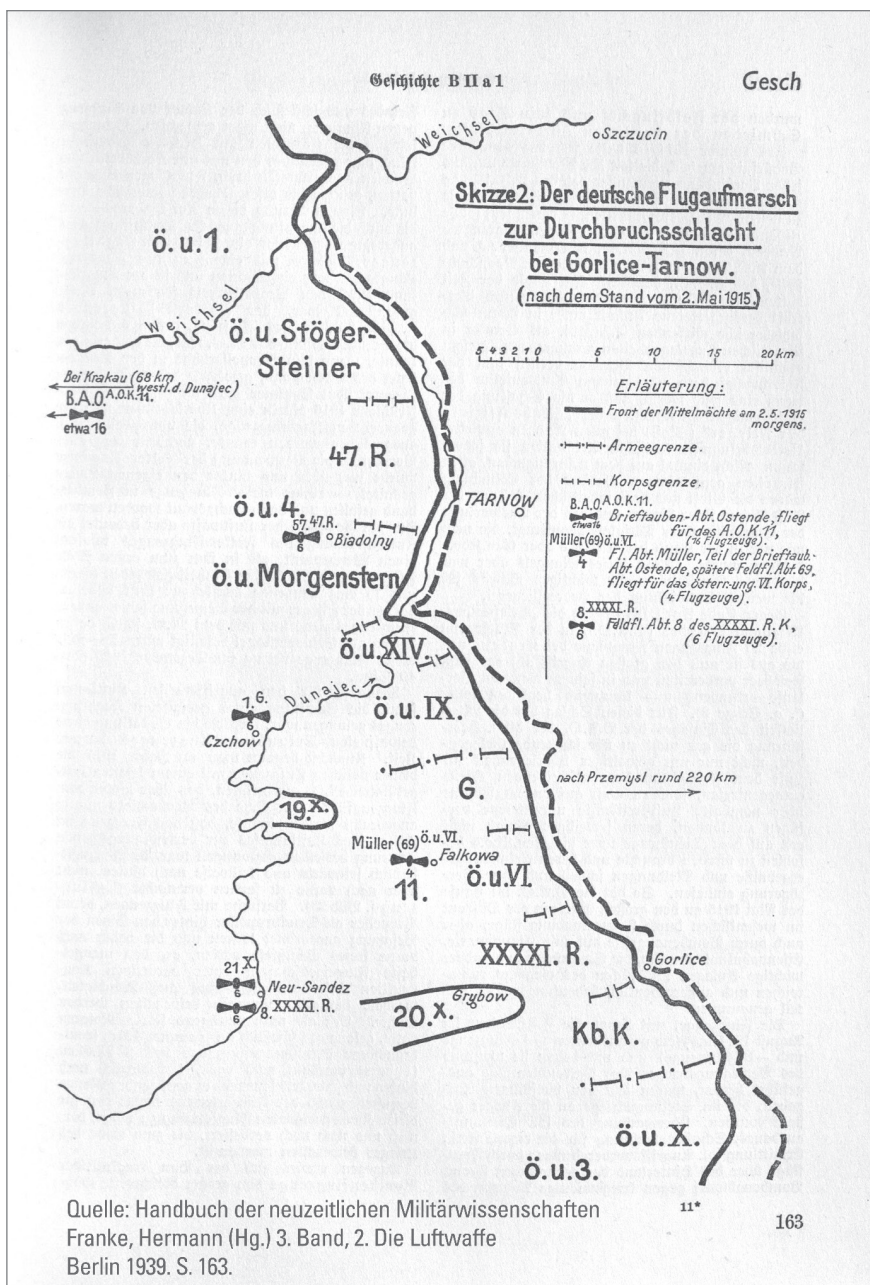 Geschichte B II a 1
Gesch
Weichsel
Szczucin
Skizze2: Der deutsche Flugaufmarsch
zur Durchbruchsschlacht
bei Gorlice-Tarnow.
(nach dem Stand vom 2. Mai 1915.)
ö.u.1.
Weichsel
ö.u. Stöger-
Steiner
5 4 3 2 1 0 5 10 15 20 km
Bei Krakau (68 km
westl. d. Dunajec)
B.A.O. A.O.K.11.
etwa 16
Erläuterung:
Front der Mittelmächte am 2.5.1915
morgens.
Armeegrenze.
Korpsgrenze.
B.A.O. A.O.K.11.
etwa 16
Brieftauben-Abt. Ostende, fliegt
für das A.O.K.11,
(16 Flugzeuge).
Müller (69) ö.u.VI.
4
Fl. Abt. Müller, Teil der Brieftaub.-
Abt. Ostende, spätere Feldfl. Abt. 69,
fliegt für das österr.-ung. VI. Korps,
(4 Flugzeuge).
8. XXXXI. R.
6
Feldfl. Abt. 8 des XXXXI. R. K,
(6 Flugzeuge).
47. R.
TARNOW
ö.u.4.
57. 47.R.
6
Biadolny
ö.u. Morgenstern
ö.u. XIV.
Dunajec
ö.u. IX.
7. G.
6
Czchow
G.
nach Przemysl rund 220 km
19. X.
Müller (69) ö.u.VI.
4
Falkowa
11.
ö.u. VI.
XXXXI. R.
Gorlice
21. X.
6
Neu-Sandez
6
8. XXXXI. R.
20. X.
Grybow
Kb. K.
ö.u. X.
ö.u.3.
11*
163
Quelle: Handbuch der neuzeitlichen Militärwissenschaften
Franke, Hermann (Hg.) 3. Band, 2. Die Luftwaffe
Berlin 1939. S. 163.